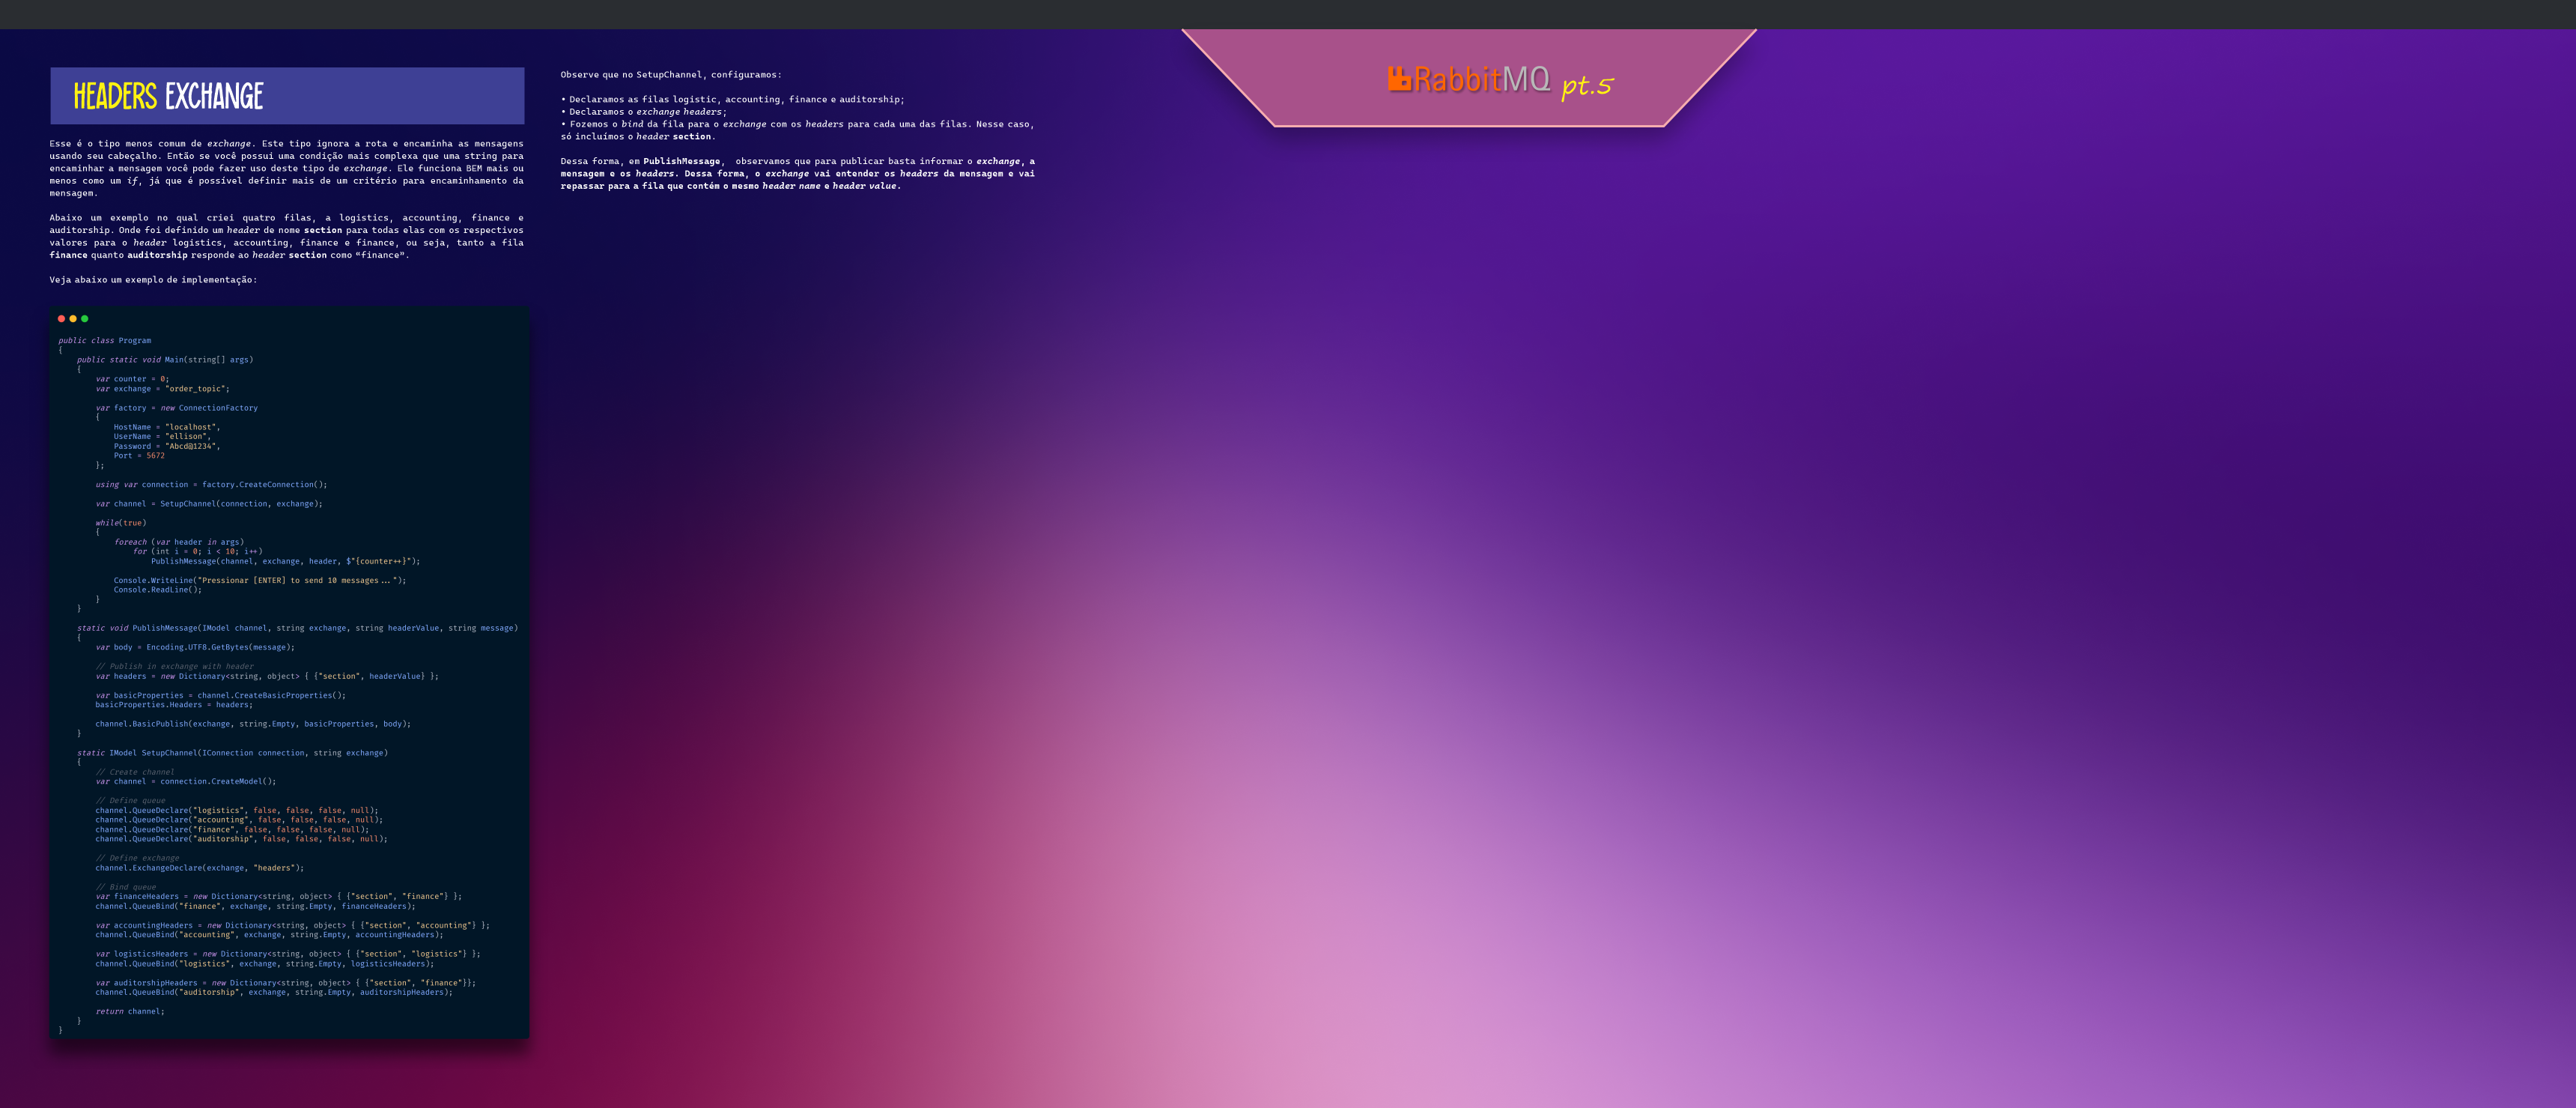 HEADERS EXCHANGE
Esse é o tipo menos comum de exchange. Este tipo ignora a rota e encaminha as mensagens
usando seu cabeçalho. Então se você possui uma condição mais complexa que uma string para
encaminhar a mensagem você pode fazer uso deste tipo de exchange. Ele funciona BEM mais ou
menos como um if, já que é possível definir mais de um critério para encaminhamento da
mensagem.
Abaixo um exemplo no qual criei quatro filas, a logistics, accounting, finance e
auditorship. Onde foi definido um header de nome section para todas elas com os respectivos
valores para o header logistics, accounting, finance e finance, ou seja, tanto a fila
finance quanto auditorship responde ao header section como “finance”.
Veja abaixo um exemplo de implementação:
public class Program
{
    public static void Main(string[] args)
    {
        var counter = 0;
        var exchange = "order_topic";
        var factory = new ConnectionFactory
        {
            HostName = "localhost",
            UserName = "ellison",
            Password = "Abcd@1234",
            Port = 5672
        };
        using var connection = factory.CreateConnection();
        var channel = SetupChannel(connection, exchange);
        while(true)
        {
            foreach (var header in args)
                for (int i = 0; i < 10; i++)
                    PublishMessage(channel, exchange, header, $"{counter++}");
            Console.WriteLine("Pressionar [ENTER] to send 10 messages...");
            Console.ReadLine();
        }
    }
    static void PublishMessage(IModel channel, string exchange, string headerValue, string message)
    {
        var body = Encoding.UTF8.GetBytes(message);
        // Publish in exchange with header
        var headers = new Dictionary<string, object> { {"section", headerValue} };
        var basicProperties = channel.CreateBasicProperties();
        basicProperties.Headers = headers;
        channel.BasicPublish(exchange, string.Empty, basicProperties, body);
    }
    static IModel SetupChannel(IConnection connection, string exchange)
    {
        // Create channel
        var channel = connection.CreateModel();
        // Define queue
        channel.QueueDeclare("logistics", false, false, false, null);
        channel.QueueDeclare("accounting", false, false, false, null);
        channel.QueueDeclare("finance", false, false, false, null);
        channel.QueueDeclare("auditorship", false, false, false, null);
        // Define exchange
        channel.ExchangeDeclare(exchange, "headers");
        // Bind queue
        var financeHeaders = new Dictionary<string, object> { {"section", "finance"} };
        channel.QueueBind("finance", exchange, string.Empty, financeHeaders);
        var accountingHeaders = new Dictionary<string, object> { {"section", "accounting"} };
        channel.QueueBind("accounting", exchange, string.Empty, accountingHeaders);
        var logisticsHeaders = new Dictionary<string, object> { {"section", "logistics"} };
        channel.QueueBind("logistics", exchange, string.Empty, logisticsHeaders);
        var auditorshipHeaders = new Dictionary<string, object> { {"section", "finance"}};
        channel.QueueBind("auditorship", exchange, string.Empty, auditorshipHeaders);
        return channel;
    }
}
Observe que no SetupChannel, configuramos:
• Declaramos as filas logistic, accounting, finance e auditorship;
• Declaramos o exchange headers;
• Fozemos o bind da fila para o exchange com os headers para cada uma das filas. Nesse caso,
só incluímos o header section.
Dessa forma, em PublishMessage, observamos que para publicar basta informar o exchange, a
mensagem e os headers. Dessa forma, o exchange vai entender os headers da mensagem e vai
repassar para a fila que contém o mesmo header name e header value.
RabbitMQ pt.5